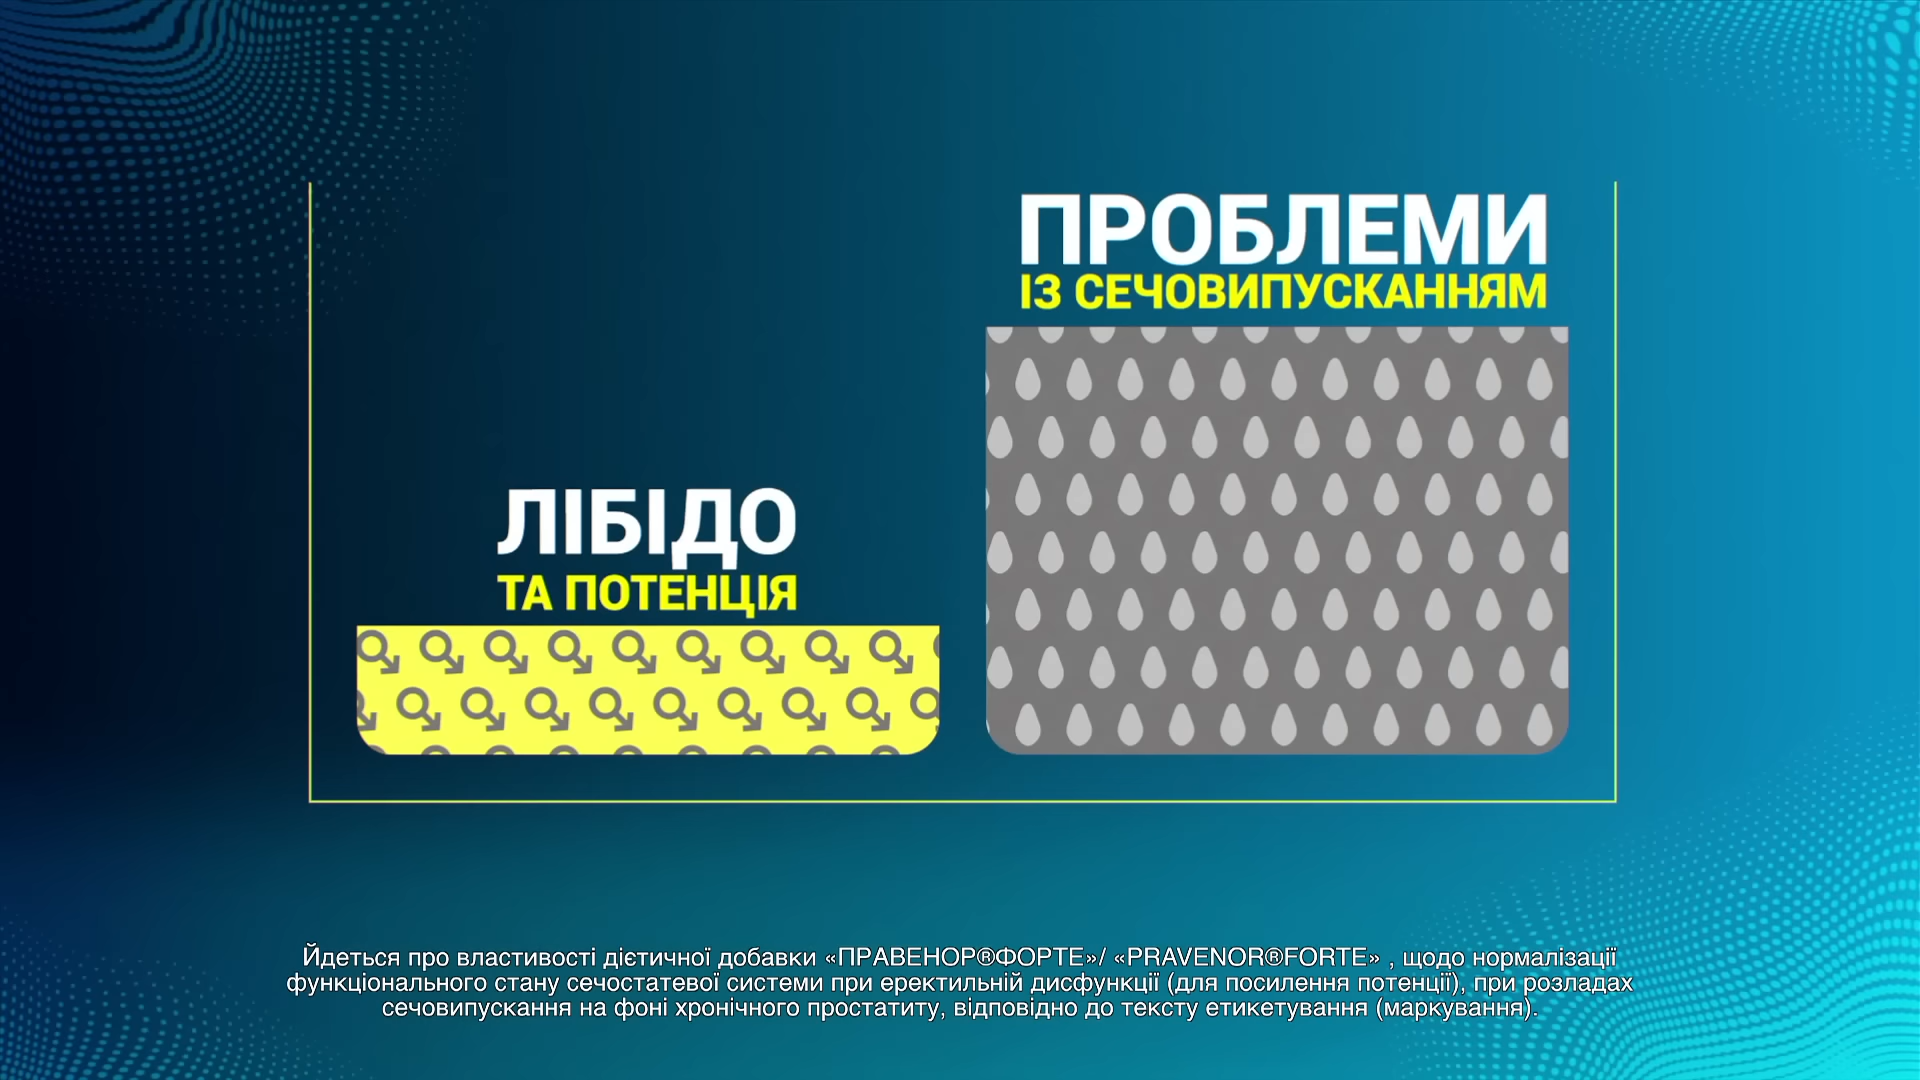 ПРОБЛЕМИ
ІЗ СЕЧОВИПУСКАННЯМ
ЛІБІДО
ТА ПОТЕНЦІЯ
Йдеться про властивості дієтичної добавки «ПРАВЕНОР®ФОРТЕ»/ «PRAVENOR®FORTE» , щодо нормалізації
функціонального стану сечостатевої системи при еректильній дисфункції (для посилення потенції), при розладах
сечовипускання на фоні хронічного простатиту, відповідно до тексту етикетування (маркування).